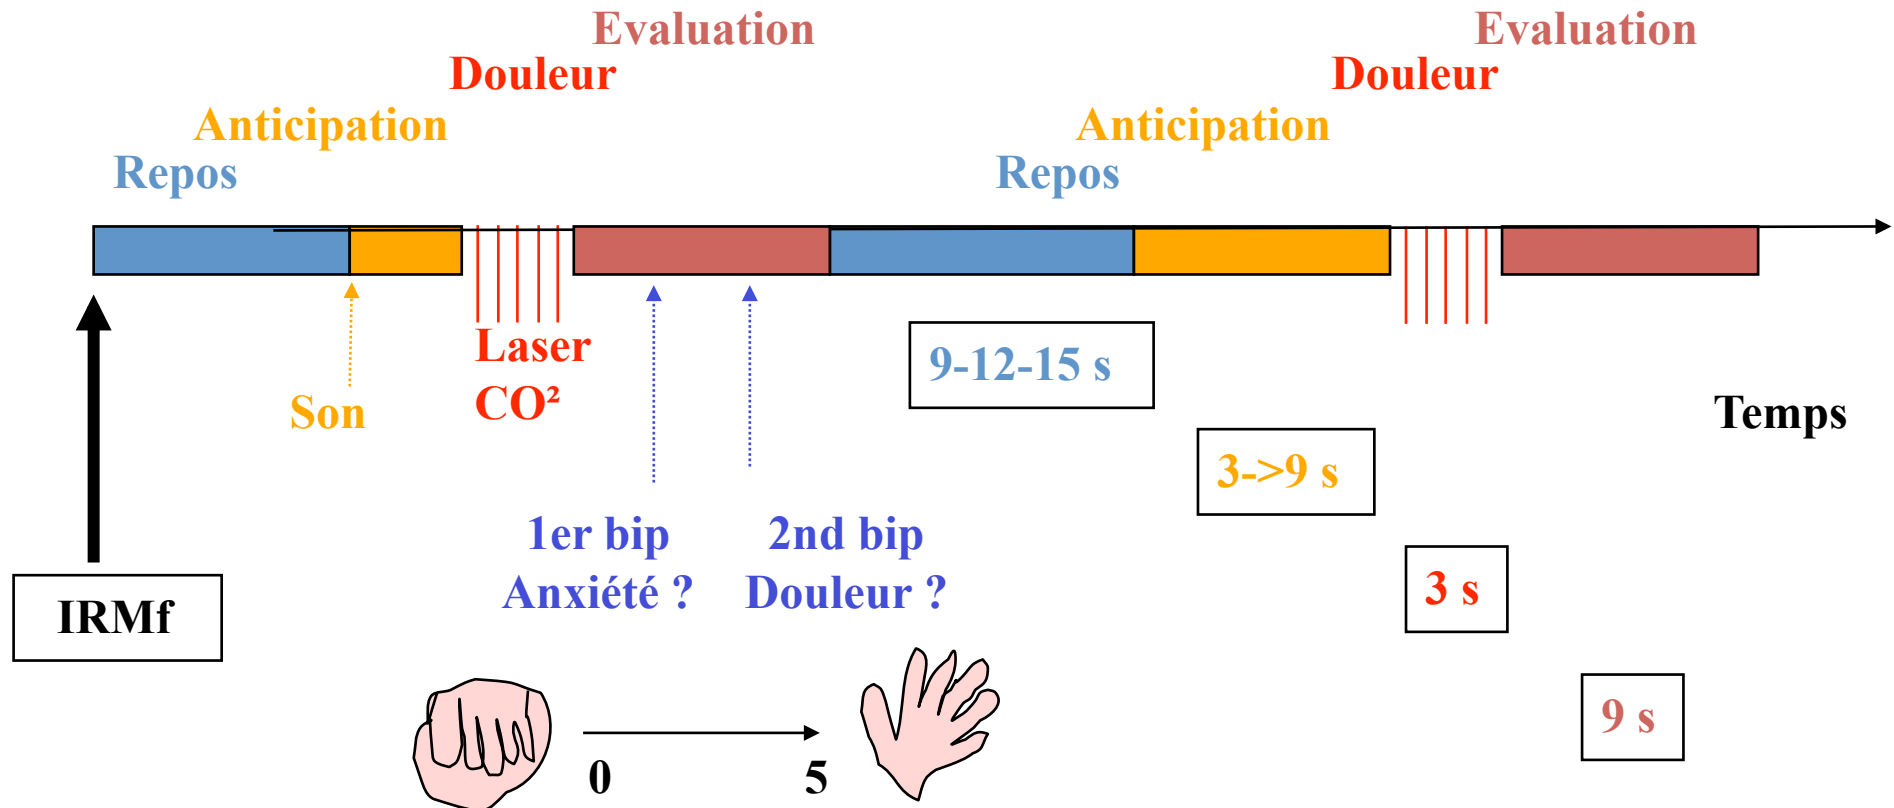 Evaluation
Evaluation
Douleur
Douleur
Anticipation
Anticipation
Repos
Repos
Laser
CO²
9-12-15 s
Son
Temps
3->9 s
1er bip
Anxiété ?
2nd bip
Douleur ?
3 s
IRMf
9 s
0
5